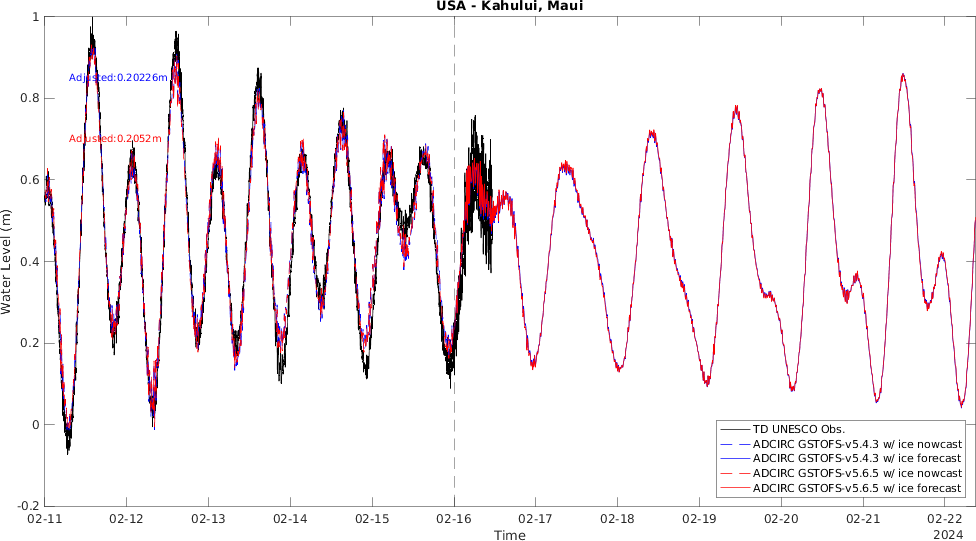 USA - Kahului, Maui
Adjusted:0.20226m
Adjusted:0.2052m
Water Level (m)
1
0.8
0.6
0.4
0.2
0
-0.2
TD UNESCO Obs.
ADCIRC GSTOFS-v5.4.3 w/ ice nowcast
ADCIRC GSTOFS-v5.4.3 w/ ice forecast
ADCIRC GSTOFS-v5.6.5 w/ ice nowcast
ADCIRC GSTOFS-v5.6.5 w/ ice forecast
02-11 02-12 02-13 02-14 02-15 02-16 02-17 02-18 02-19 02-20 02-21 02-22
Time
2024